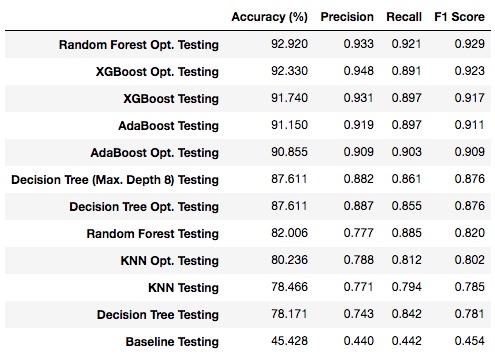 Accuracy (%) Precision Recall F1 Score
Random Forest Opt. Testing 92.920 0.933 0.921 0.929
XGBoost Opt. Testing 92.330 0.948 0.891 0.923
XGBoost Testing 91.740 0.931 0.897 0.917
AdaBoost Testing 91.150 0.919 0.897 0.911
AdaBoost Opt. Testing 90.855 0.909 0.903 0.909
Decision Tree (Max. Depth 8) Testing 87.611 0.882 0.861 0.876
Decision Tree Opt. Testing 87.611 0.887 0.855 0.876
Random Forest Testing 82.006 0.777 0.885 0.820
KNN Opt. Testing 80.236 0.788 0.812 0.802
KNN Testing 78.466 0.771 0.794 0.785
Decision Tree Testing 78.171 0.743 0.842 0.781
Baseline Testing 45.428 0.440 0.442 0.454